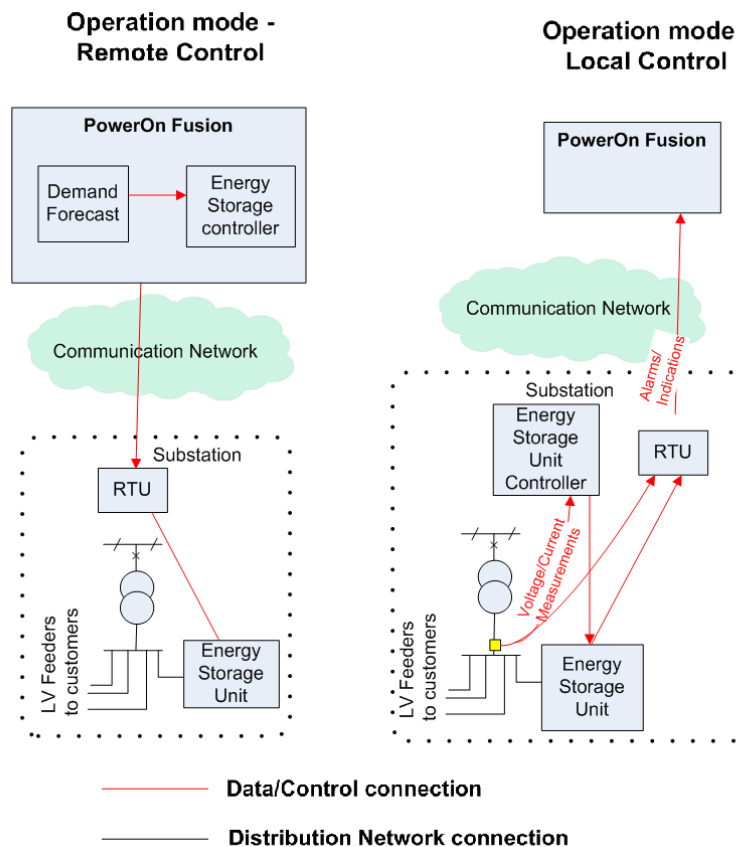 Operation mode -
Remote Control
PowerOn Fusion
Demand
Forecast
Energy
Storage
controller
Communication Network
Substation
RTU
LV Feeders
to customers
Energy
Storage
Unit
Operation mode
Local Control
PowerOn Fusion
Communication Network
Alarms/
Indications
Substation
Energy
Storage
Unit
Controller
RTU
Voltage/Current
Measurements
LV Feeders
to customers
Energy
Storage
Unit
Data/Control connection
Distribution Network connection